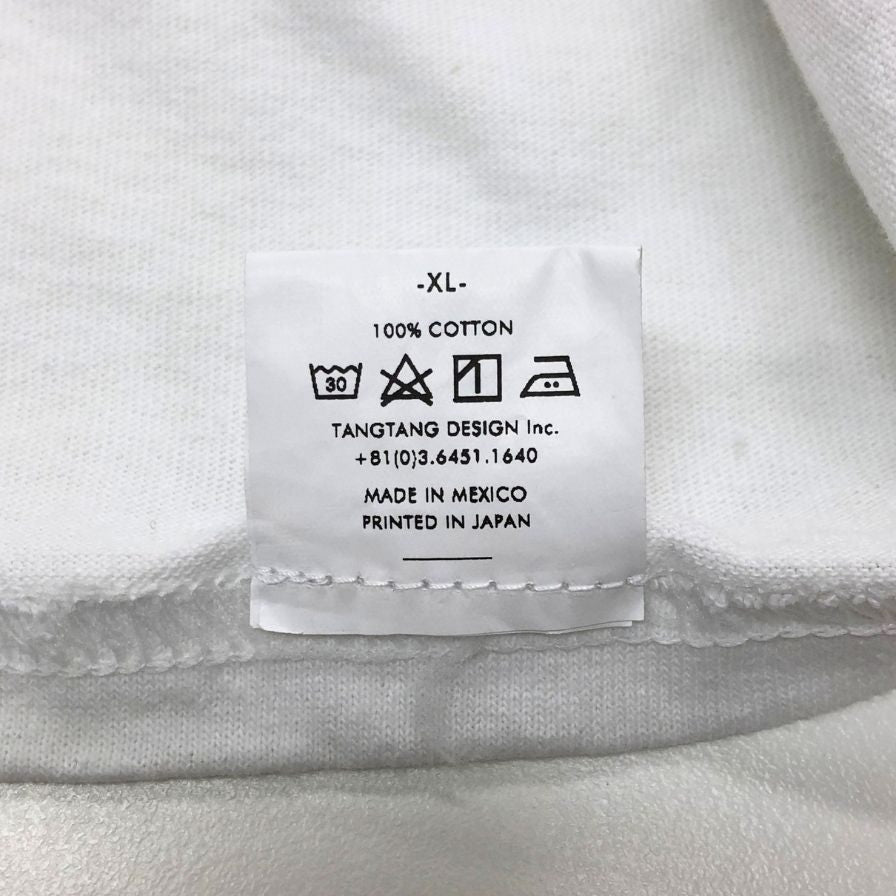 -XL-
100% COTTON
30
TANGTANG DESIGN Inc.
+81(0)3.6451.1640
MADE IN MEXICO
PRINTED IN JAPAN